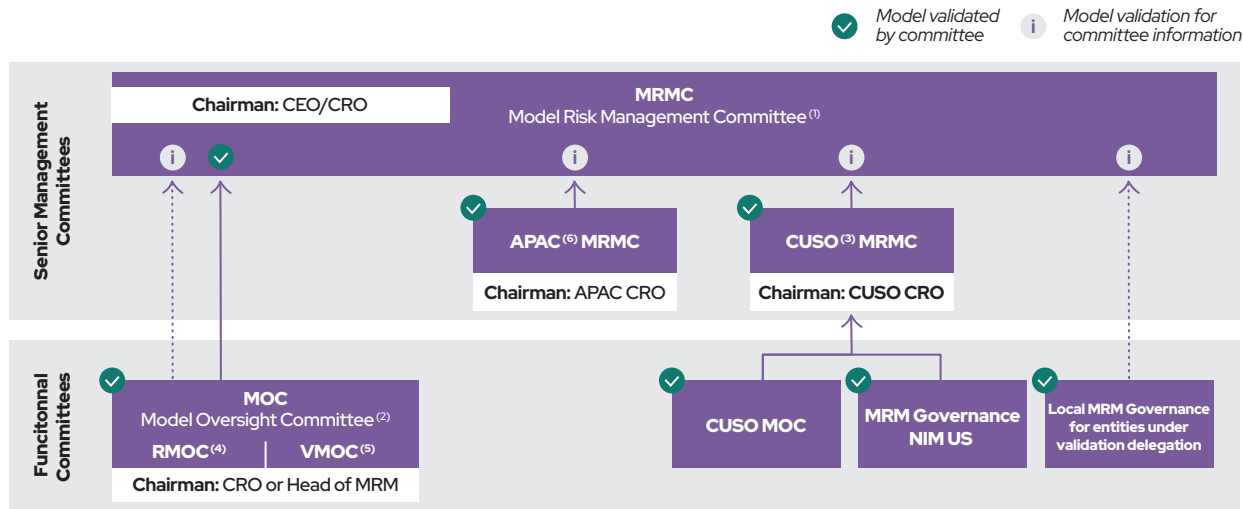 Model validated
by committee
i
Model validation for
committee information
Senior Management
Committees
Chairman: CEO/CRO
MRMC
Model Risk Management Committee(1)
i
i
i
i
APAC(6) MRMC
Chairman: APAC CRO
CUSO(3) MRMC
Chairman: CUSO CRO
Funcitonnal
Committees
MOC
Model Oversight Committee(2)
RMOC(4)
VMOC(5)
Chairman: CRO or Head of MRM
CUSO MOC
MRM Governance
NIM US
Local MRM Governance
for entities under
validation delegation